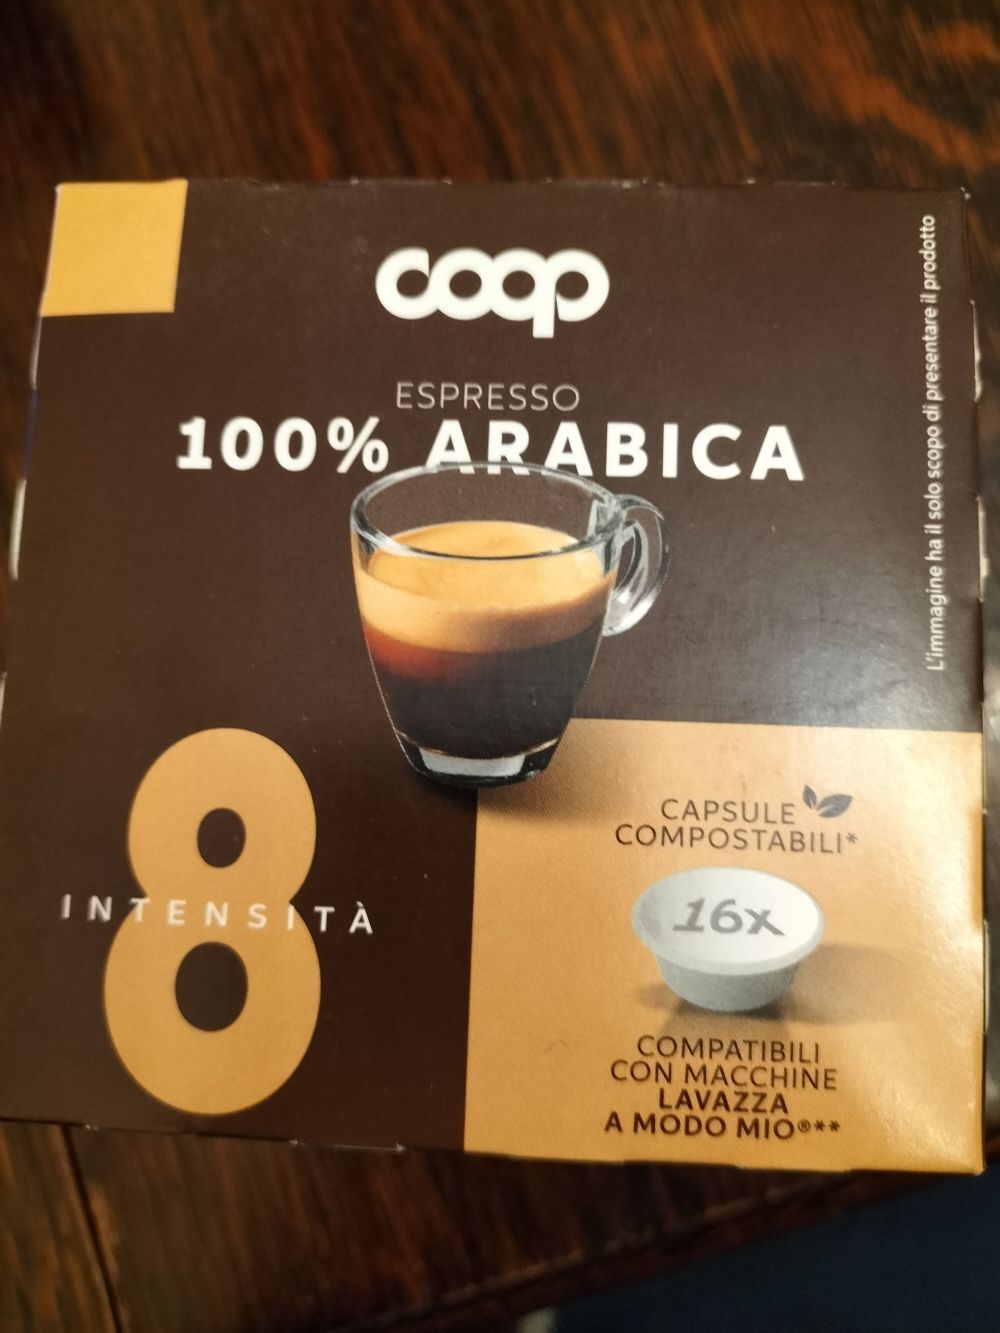 coop
ESPRESSO
100% ARABICA
L'immagine ha il solo scopo di presentare il prodotto
8
INTENSITÀ
CAPSULE
COMPOSTABILI*
16x
COMPATIBILI
CON MACCHINE
LAVAZZA
A MODO MIO®**